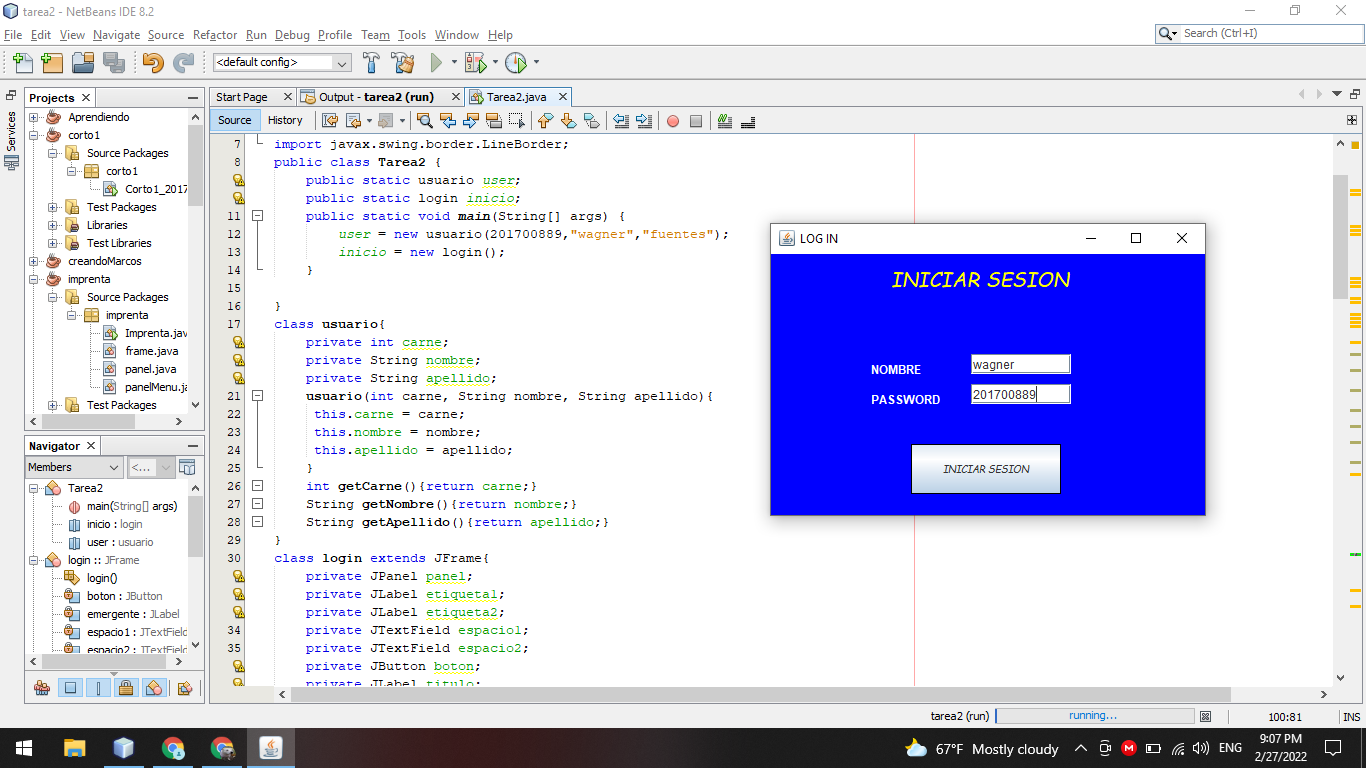 tarea2 - NetBeans IDE 8.2
File Edit View Navigate Source Refactor Run Debug Profile Team Tools Window Help
Search (Ctrl+I)
<default config>
Services
Projects
Aprendiendo
corto1
Source Packages
corto1
Corto1_2017
Test Packages
Libraries
Test Libraries
creandoMarcos
imprenta
Source Packages
imprenta
Imprenta.jav
frame.java
panel.java
panelMenu.ja
Test Packages
Navigator
Members
<...
Tarea2
main(String[] args)
inicio : login
user : usuario
login :: JFrame
login()
boton : JButton
emergente : JLabel
espacio1 : JTextField
espacio2 : JTextField
Start Page
Output - tarea2 (run)
Tarea2.java
Source History
7 import javax.swing.border.LineBorder;
8 public class Tarea2 {
public static usuario user;
public static login inicio;
11 public static void main(String[] args) {
12 user = new usuario(201700889,"wagner","fuentes");
13 inicio = new login();
14 }
15
16 }
17 class usuario{
private int carne;
private String nombre;
private String apellido;
21 usuario(int carne, String nombre, String apellido){
22 this.carne = carne;
23 this.nombre = nombre;
24 this.apellido = apellido;
25 }
26 int getCarne(){return carne;}
27 String getNombre(){return nombre;}
28 String getApellido(){return apellido;}
29 }
30 class login extends JFrame{
private JPanel panel;
private JLabel etiqueta1;
private JLabel etiqueta2;
34 private JTextField espacio1;
35 private JTextField espacio2;
private JButton boton;
private JLabel titulo;
LOG IN
INICIAR SESION
NOMBRE wagner
PASSWORD 201700889
INICIAR SESION
tarea2 (run) running... 100:81 INS
67°F Mostly cloudy ENG
9:07 PM
2/27/2022